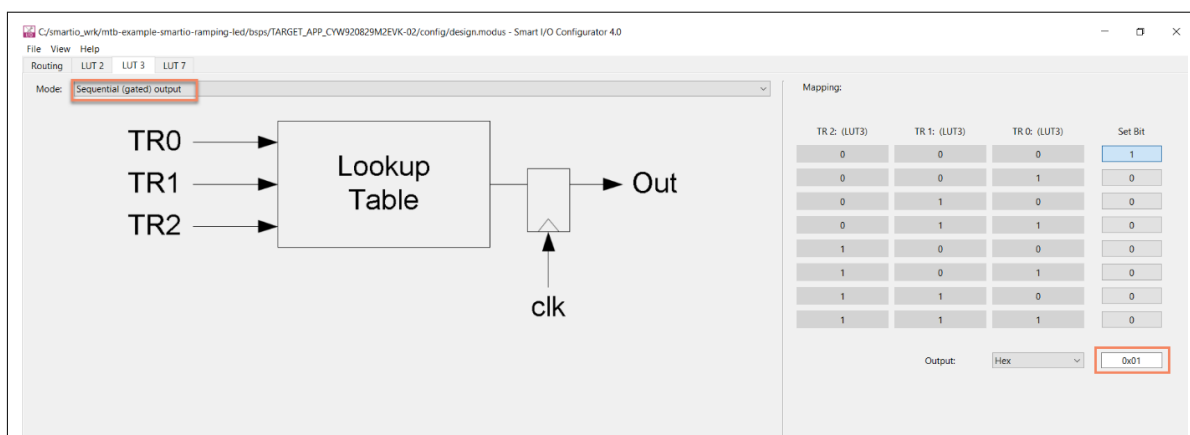 C:/smartio_wrk/mtb-example-smartio-ramping-led/bsps/TARGET_APP_CYW920829M2EVK-02/config/design.modus - Smart I/O Configurator 4.0
File View Help
Routing LUT 2 LUT 3 LUT 7
Mode: Sequential (gated) output
Mapping:
TR0
TR1
TR2
Lookup
Table
Out
clk
TR 2: (LUT3) TR 1: (LUT3) TR 0: (LUT3) Set Bit
0 0 0 1
0 0 1 0
0 1 0 0
0 1 1 0
1 0 0 0
1 0 1 0
1 1 0 0
1 1 1 0
Output: Hex 0x01